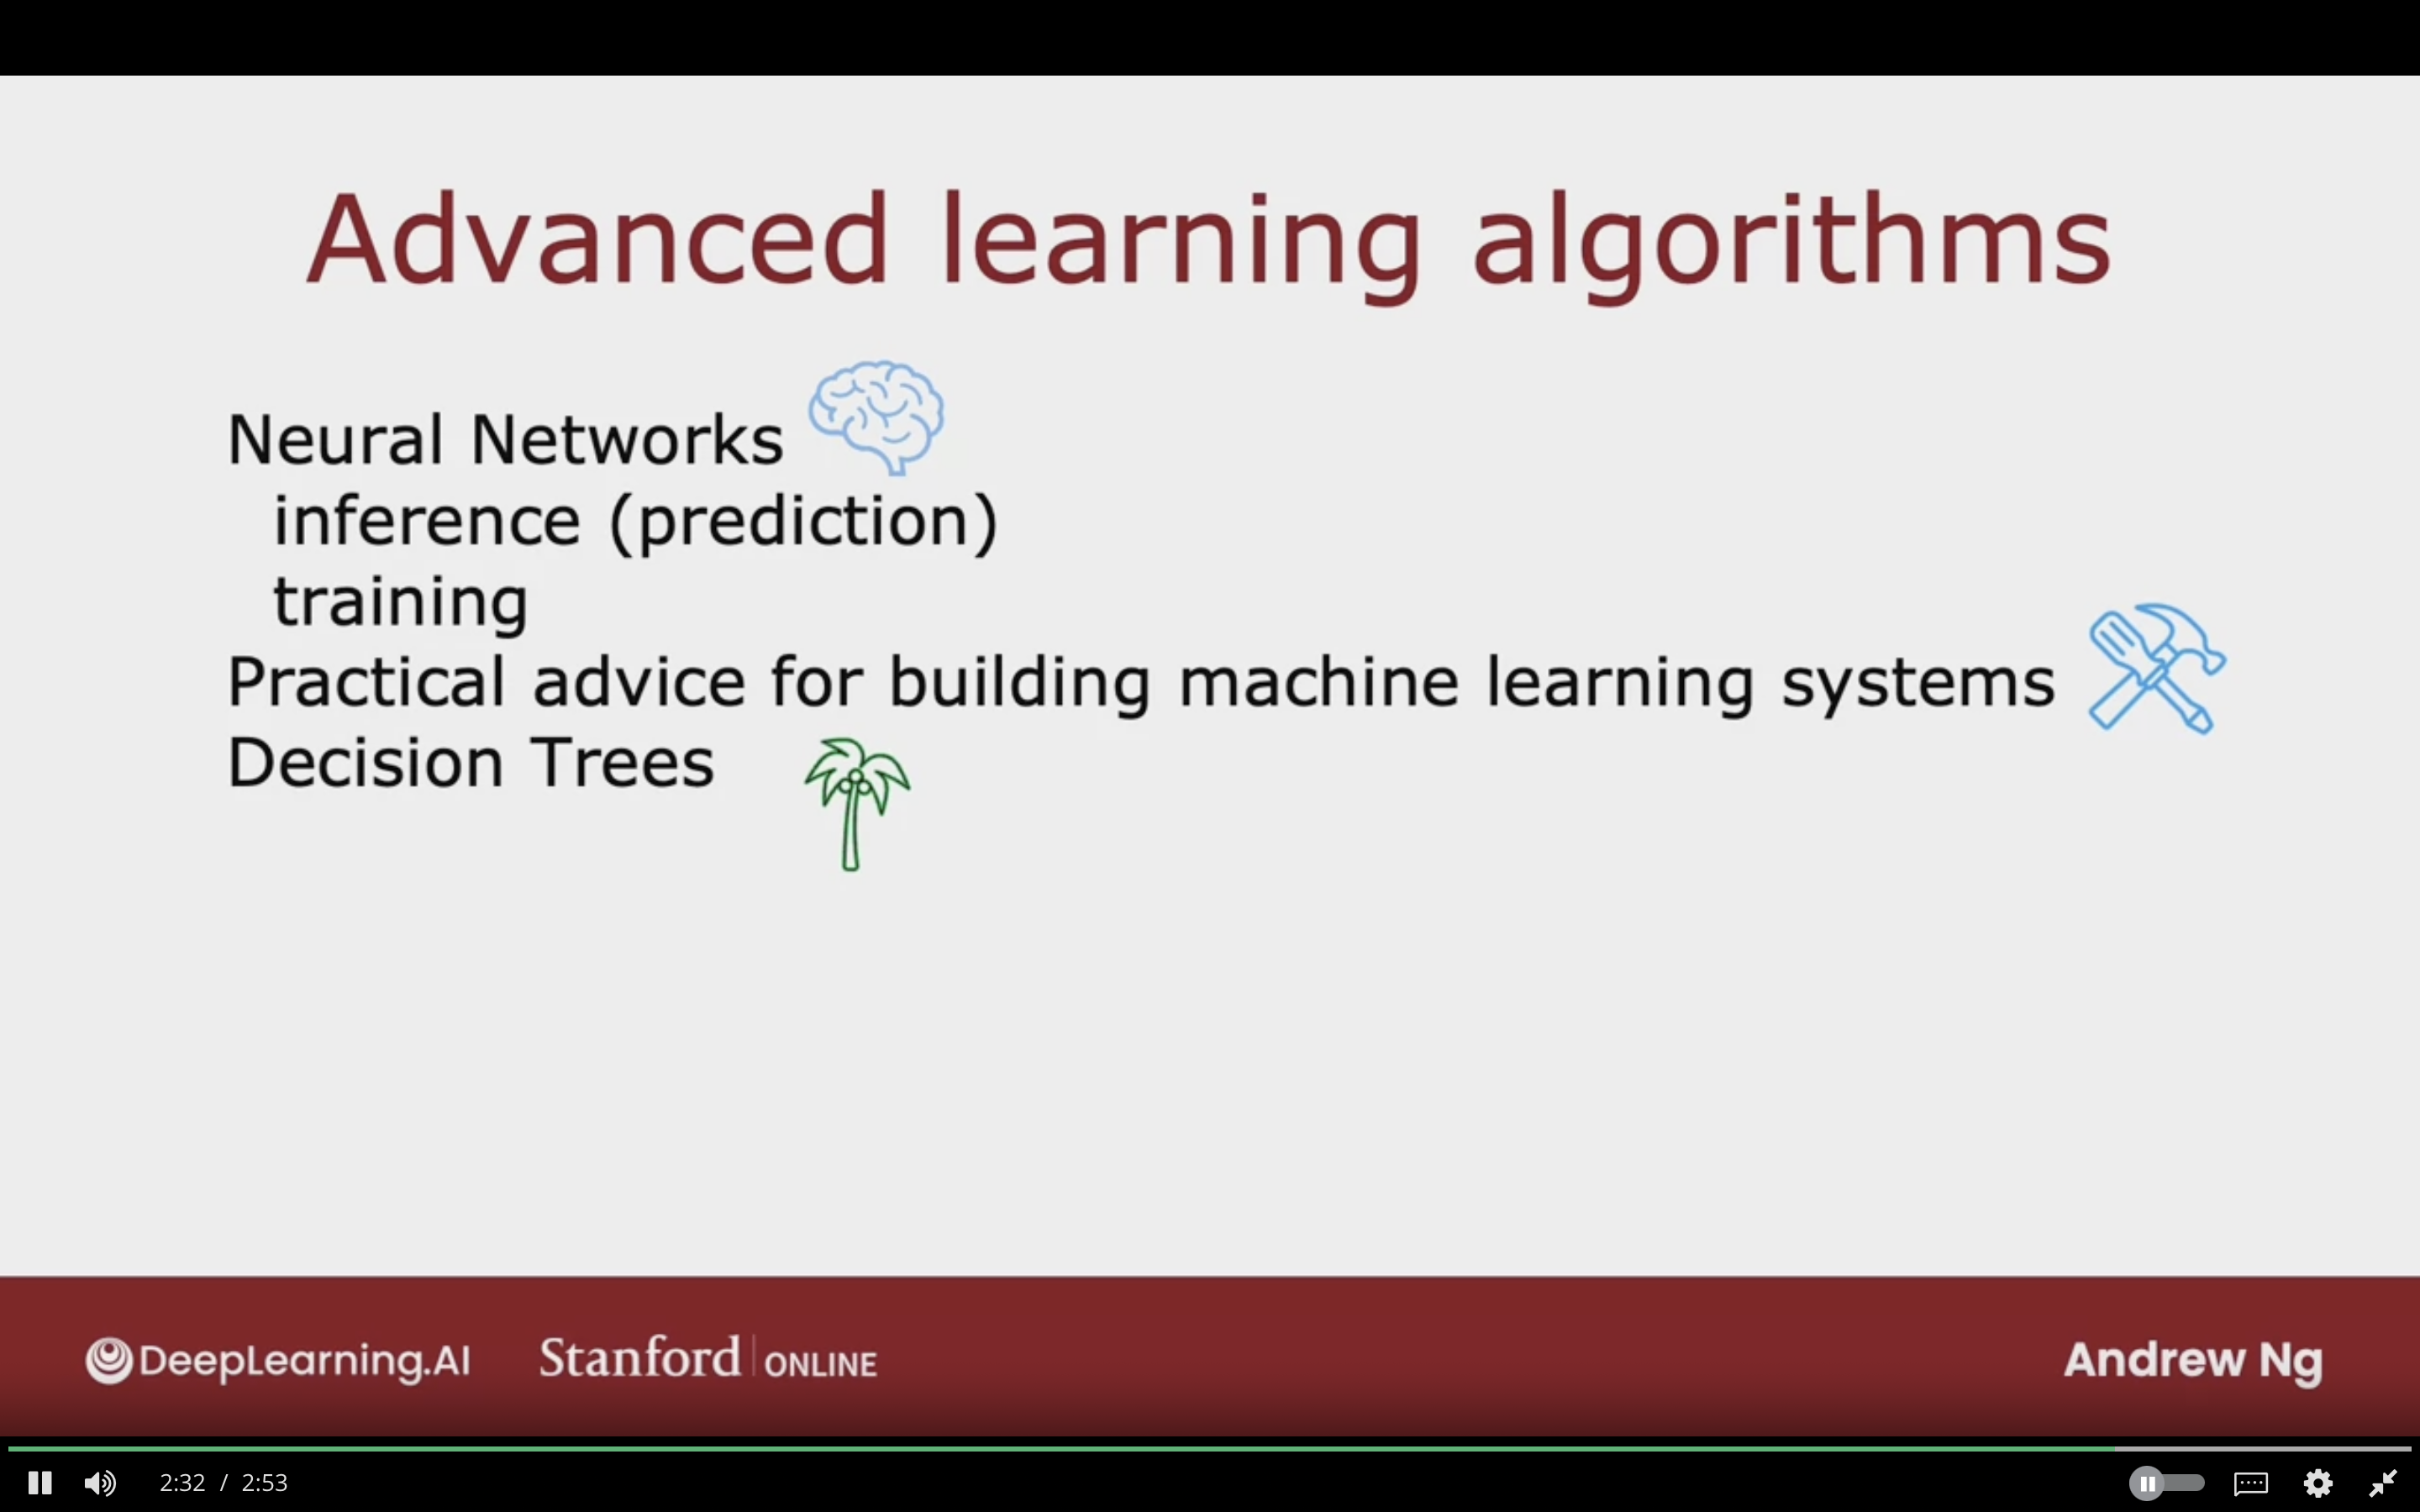 Advanced learning algorithms
Neural Networks
inference (prediction)
training
Practical advice for building machine learning systems
Decision Trees
DeepLearning.AI Stanford ONLINE Andrew Ng
2:32 / 2:53